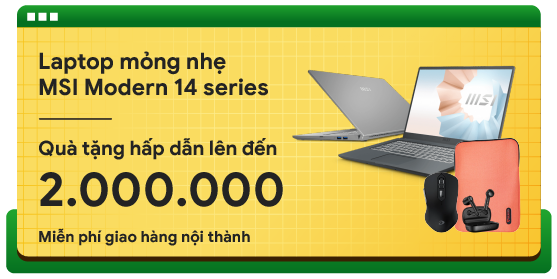 Laptop mỏng nhẹ
MSI Modern 14 series
Quà tặng hấp dẫn lên đến
2.000.000
Miễn phí giao hàng nội thành
msi